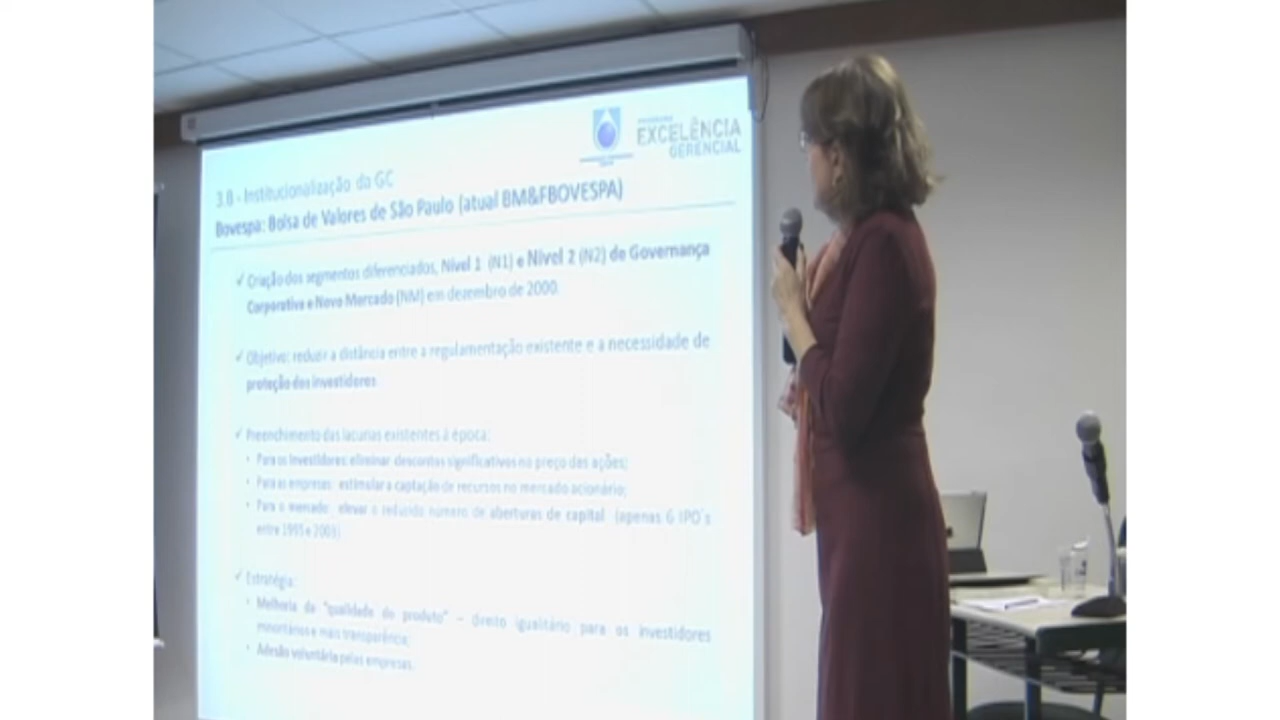 EXCELÊNCIA
GERENCIAL
3.8 - Institucionalização da GC
Bovespa: Bolsa de Valores de São Paulo (atual BM&FBOVESPA)
✓ Criação dos segmentos diferenciados, Nível 1 (N1) e Nível 2 (N2) de Governança
Corporativa e Novo Mercado (NM) em dezembro de 2000.
✓ Objetivo: reduzir a distância entre a regulamentação existente e a necessidade de
proteção dos investidores.
✓ Preenchimento das lacunas existentes à época:
• Para os investidores: eliminar descontos significativos no preço das ações;
• Para as empresas: estimular a captação de recursos no mercado acionário;
• Para o mercado: elevar o reduzido número de aberturas de capital (apenas 6 IPO's
entre 1995 e 2003).
✓ Estratégia:
• Melhoria da "qualidade do produto" – direito igualitário para os investidores
minoritários e mais transparência;
• Adesão voluntária pelas empresas.